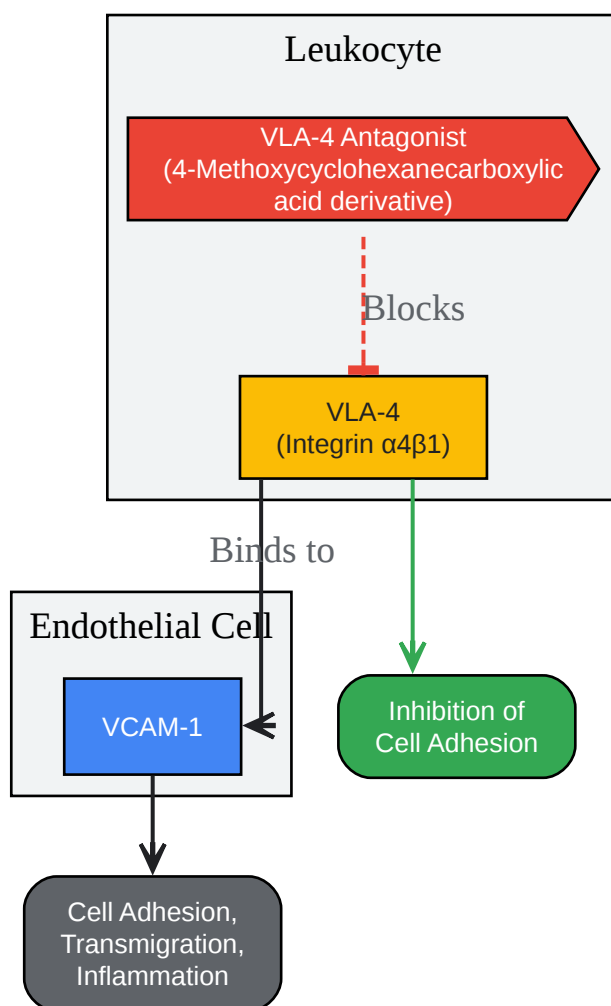 Leukocyte
VLA-4 Antagonist
(4-Methoxycyclohexanecarboxylic
acid derivative)
Blocks
VLA-4
(Integrin α4β1)
Binds to
Endothelial Cell
VCAM-1
Inhibition of
Cell Adhesion
Cell Adhesion,
Transmigration,
Inflammation